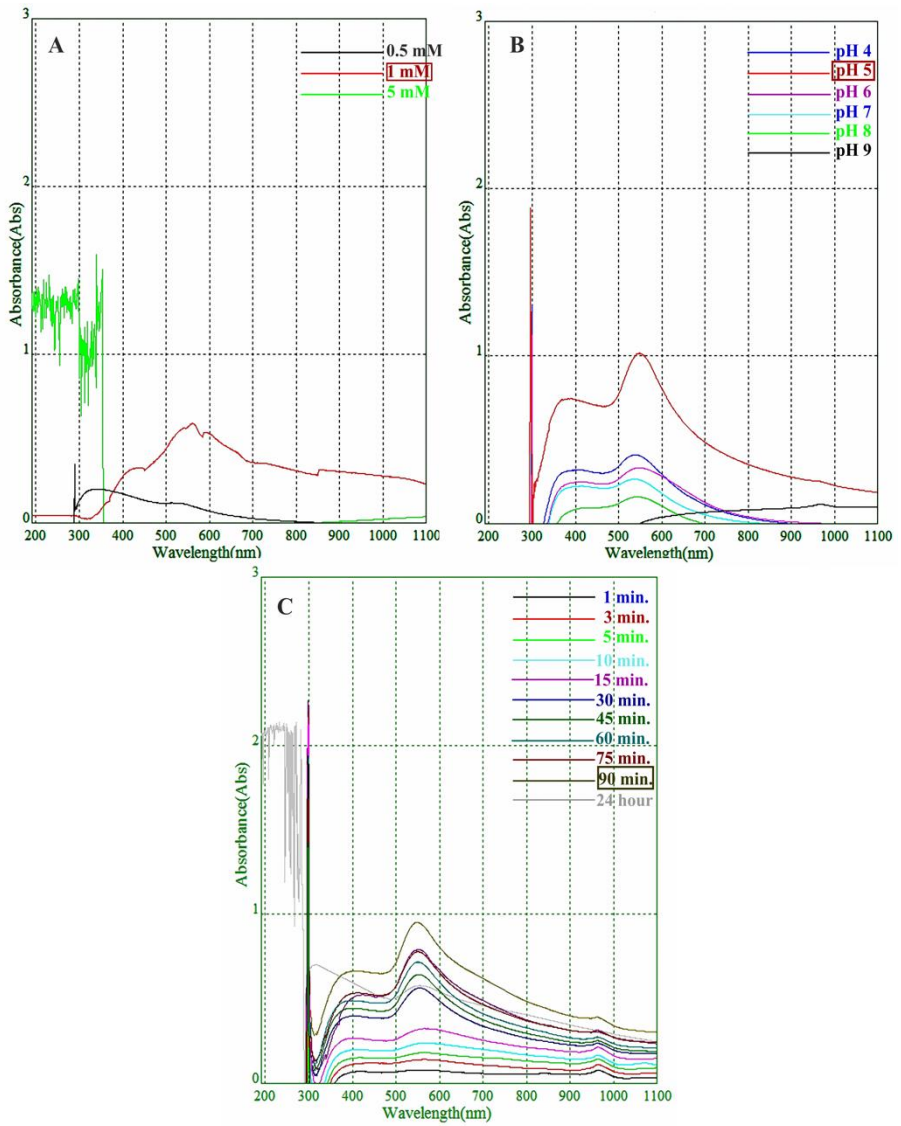 A
3
0.5 mM
1 mM
5 mM
2
1
0
Absorbance(Abs)
200 300 400 500 600 700 800 900 1000 1100
Wavelength(nm)
B
3
pH 4
pH 5
pH 6
pH 7
pH 8
pH 9
2
1
0
Absorbance(Abs)
200 300 400 500 600 700 800 900 1000 1100
Wavelength(nm)
C
3
1 min.
3 min.
5 min.
10 min.
15 min.
30 min.
45 min.
60 min.
75 min.
90 min.
24 hour
2
1
0
Absorbance(Abs)
200 300 400 500 600 700 800 900 1000 1100
Wavelength(nm)